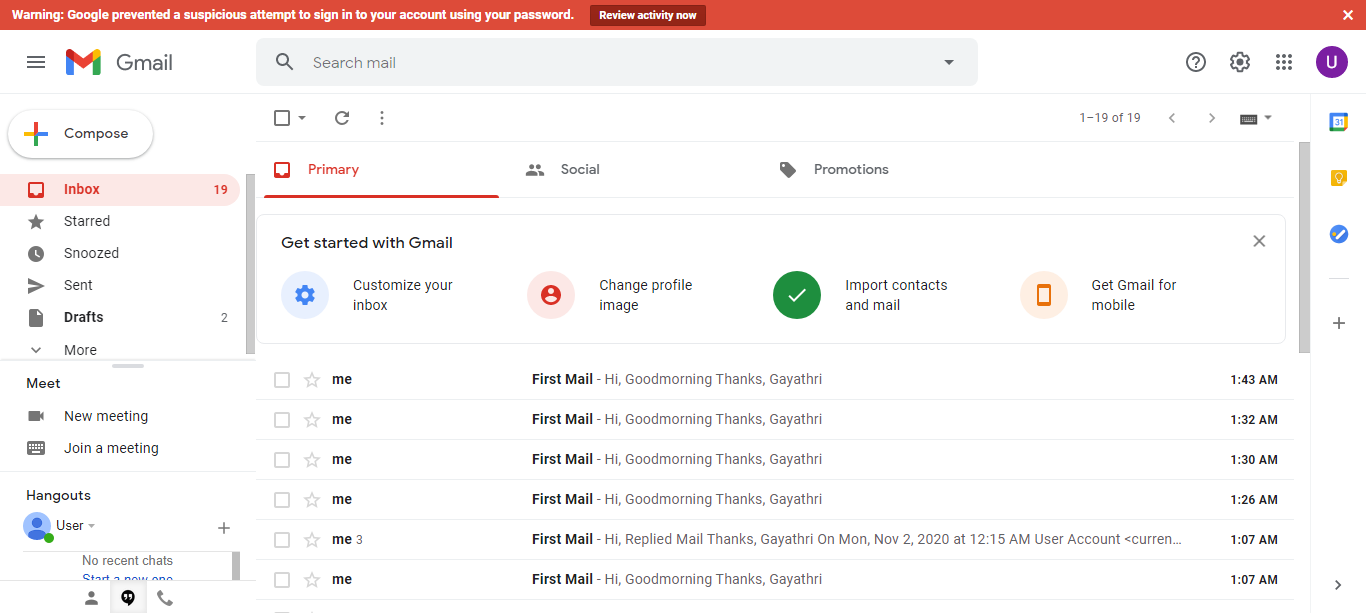 Warning: Google prevented a suspicious attempt to sign in to your account using your password. Review activity now
Gmail
Search mail
U
Compose
1–19 of 19
31
Inbox 19
Starred
Snoozed
Sent
Drafts 2
More
Primary
Social
Promotions
Get started with Gmail
Customize your
inbox
Change profile
image
Import contacts
and mail
Get Gmail for
mobile
me First Mail - Hi, Goodmorning Thanks, Gayathri 1:43 AM
me First Mail - Hi, Goodmorning Thanks, Gayathri 1:32 AM
me First Mail - Hi, Goodmorning Thanks, Gayathri 1:30 AM
me First Mail - Hi, Goodmorning Thanks, Gayathri 1:26 AM
me 3 First Mail - Hi, Replied Mail Thanks, Gayathri On Mon, Nov 2, 2020 at 12:15 AM User Account <curren…
1:07 AM
me First Mail - Hi, Goodmorning Thanks, Gayathri 1:07 AM
Meet
New meeting
Join a meeting
Hangouts
User
No recent chats
Start a new one